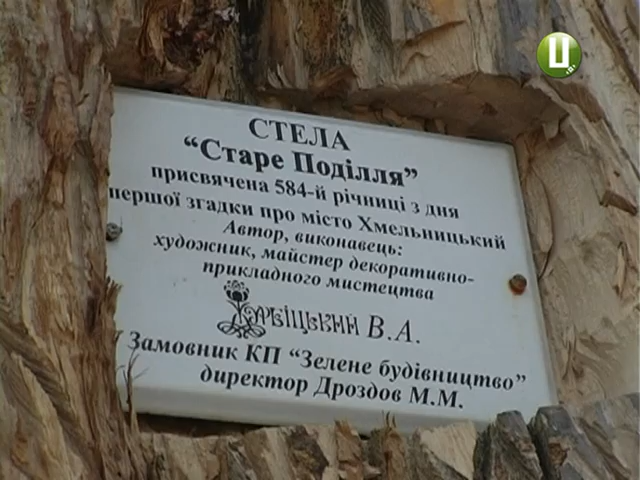 СТЕЛА
“Старе Поділля”
присвячена 584-й річниці з дня
першої згадки про місто Хмельницький
Автор, виконавець:
художник, майстер декоративно-
прикладного мистецтва
В.А.
Замовник КП “Зелене будівництво”
директор Дроздов М.М.
Ц